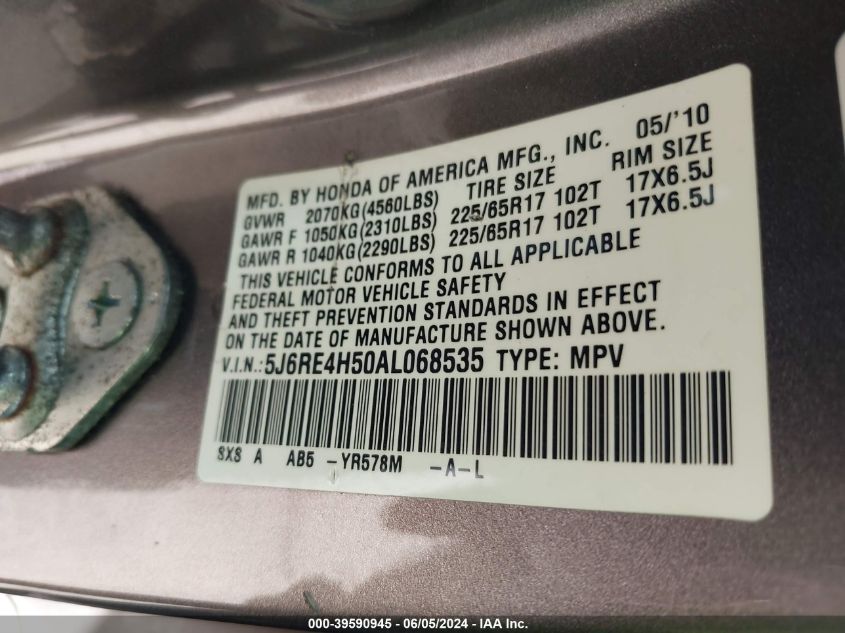 MFD. BY HONDA OF AMERICA MFG., INC. 05/'10
GVWR 2070KG(4560LBS) TIRE SIZE RIM SIZE
GAWR F 1050KG(2310LBS) 225/65R17 102T 17X6.5J
GAWR R 1040KG(2290LBS) 225/65R17 102T 17X6.5J
THIS VEHICLE CONFORMS TO ALL APPLICABLE
FEDERAL MOTOR VEHICLE SAFETY
AND THEFT PREVENTION STANDARDS IN EFFECT
ON THE DATE OF MANUFACTURE SHOWN ABOVE.
V.I.N.:5J6RE4H50AL068535 TYPE: MPV
SXS A AB5 -YR578M -A-L
000-39590945 - 06/05/2024 - IAA Inc.